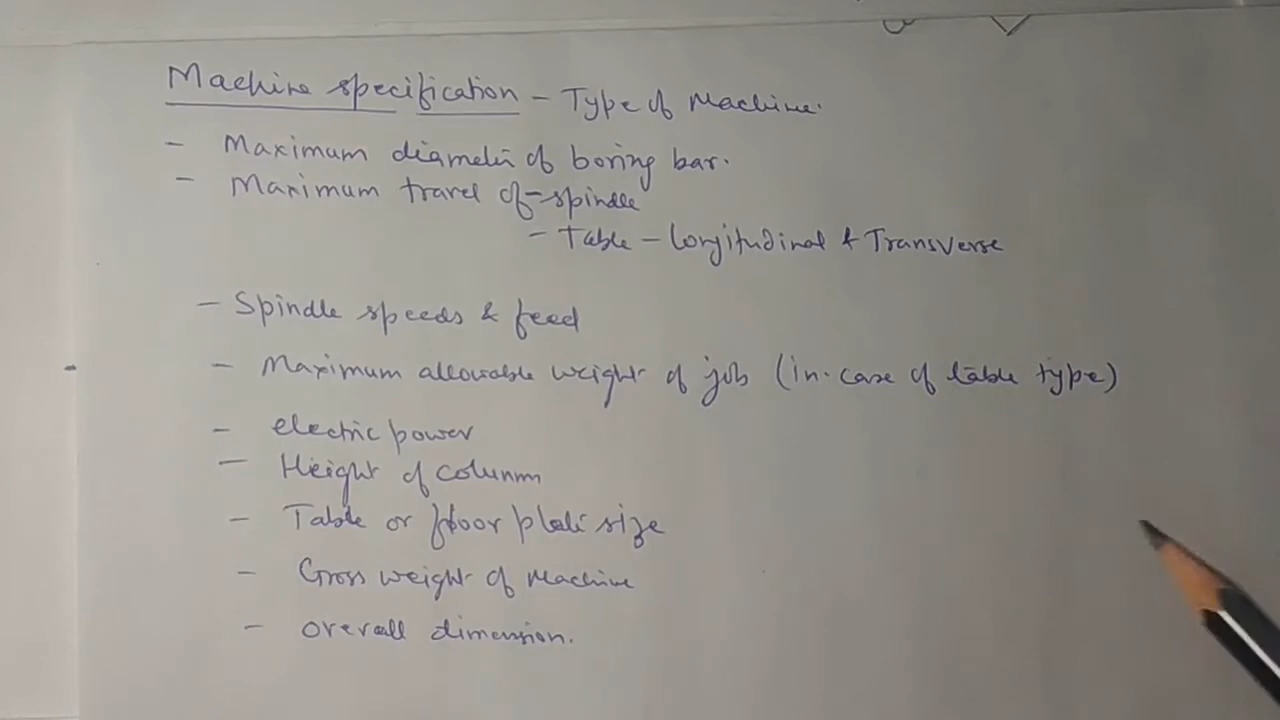 Machine specification - Type of Machine.
- Maximum diameter of boring bar.
- Maximum travel of - spindle
- Table - Longitudinal & Transverse
- Spindle speeds & feed
- Maximum allowable weight of job (in.case of table type)
- electric power
- Height of column
- Table or floor plate size
- Gross weight of Machine
- overall dimension.